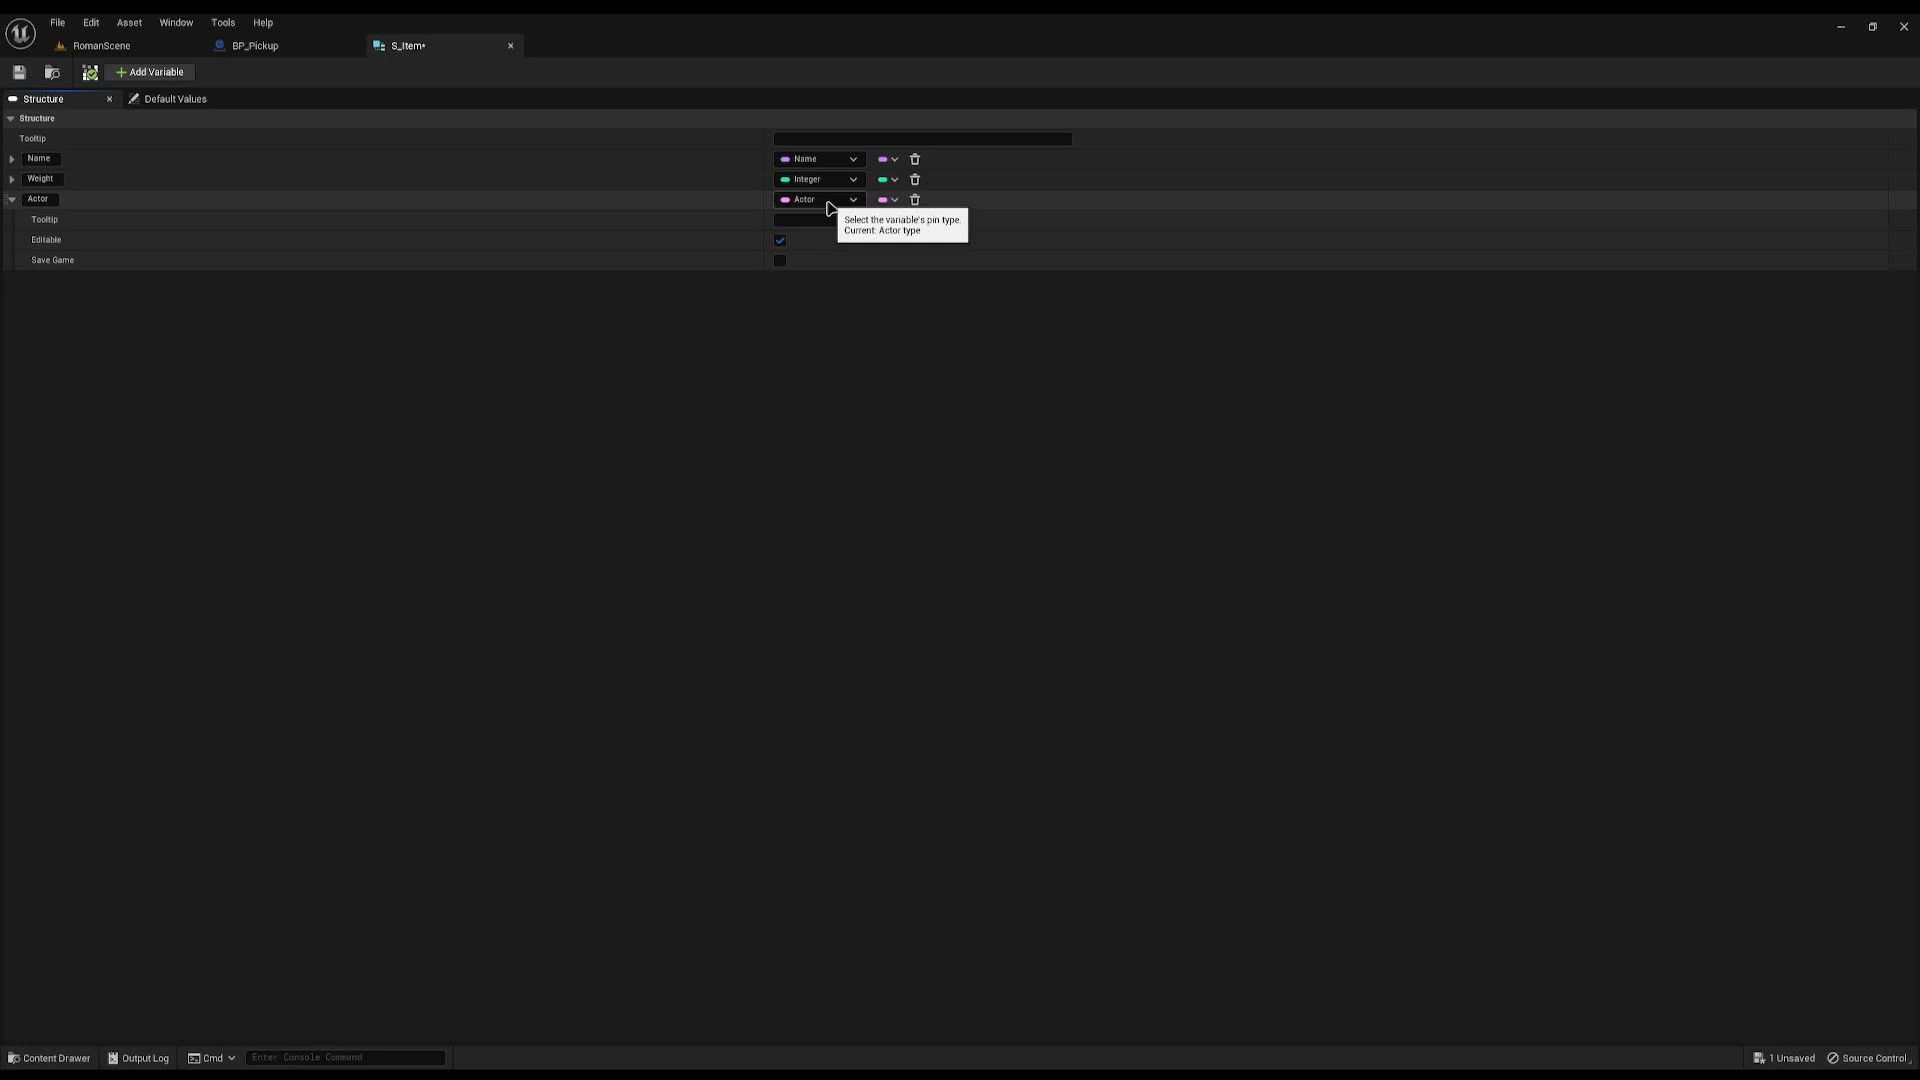 File Edit Asset Window Tools Help
RomanScene BP_Pickup S_Item•
Add Variable
Structure Default Values
Structure
Tooltip
Name Name
Weight Integer
Actor Actor
Tooltip
Select the variable's pin type.
Current: Actor type
Editable
Save Game
Content Drawer Output Log Cmd Enter Console Command 1 Unsaved Source Control